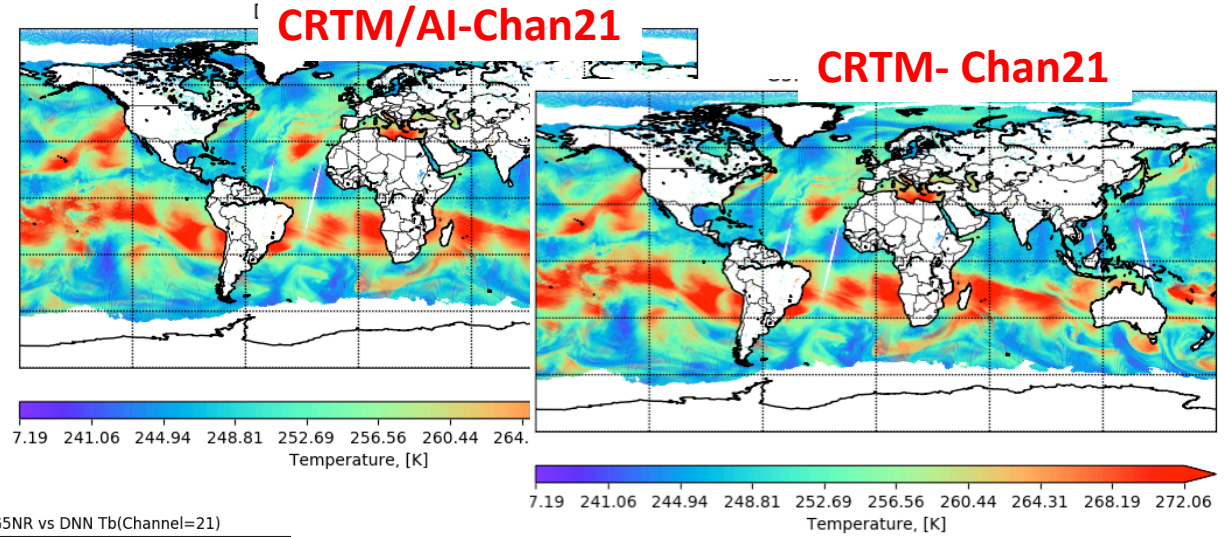 CRTM/AI-Chan21
CRTM- Chan21
7.19 241.06 244.94 248.81 252.69 256.56 260.44 264.
Temperature, [K]
7.19 241.06 244.94 248.81 252.69 256.56 260.44 264.31 268.19 272.06
Temperature, [K]
G5NR vs DNN Tb(Channel=21)